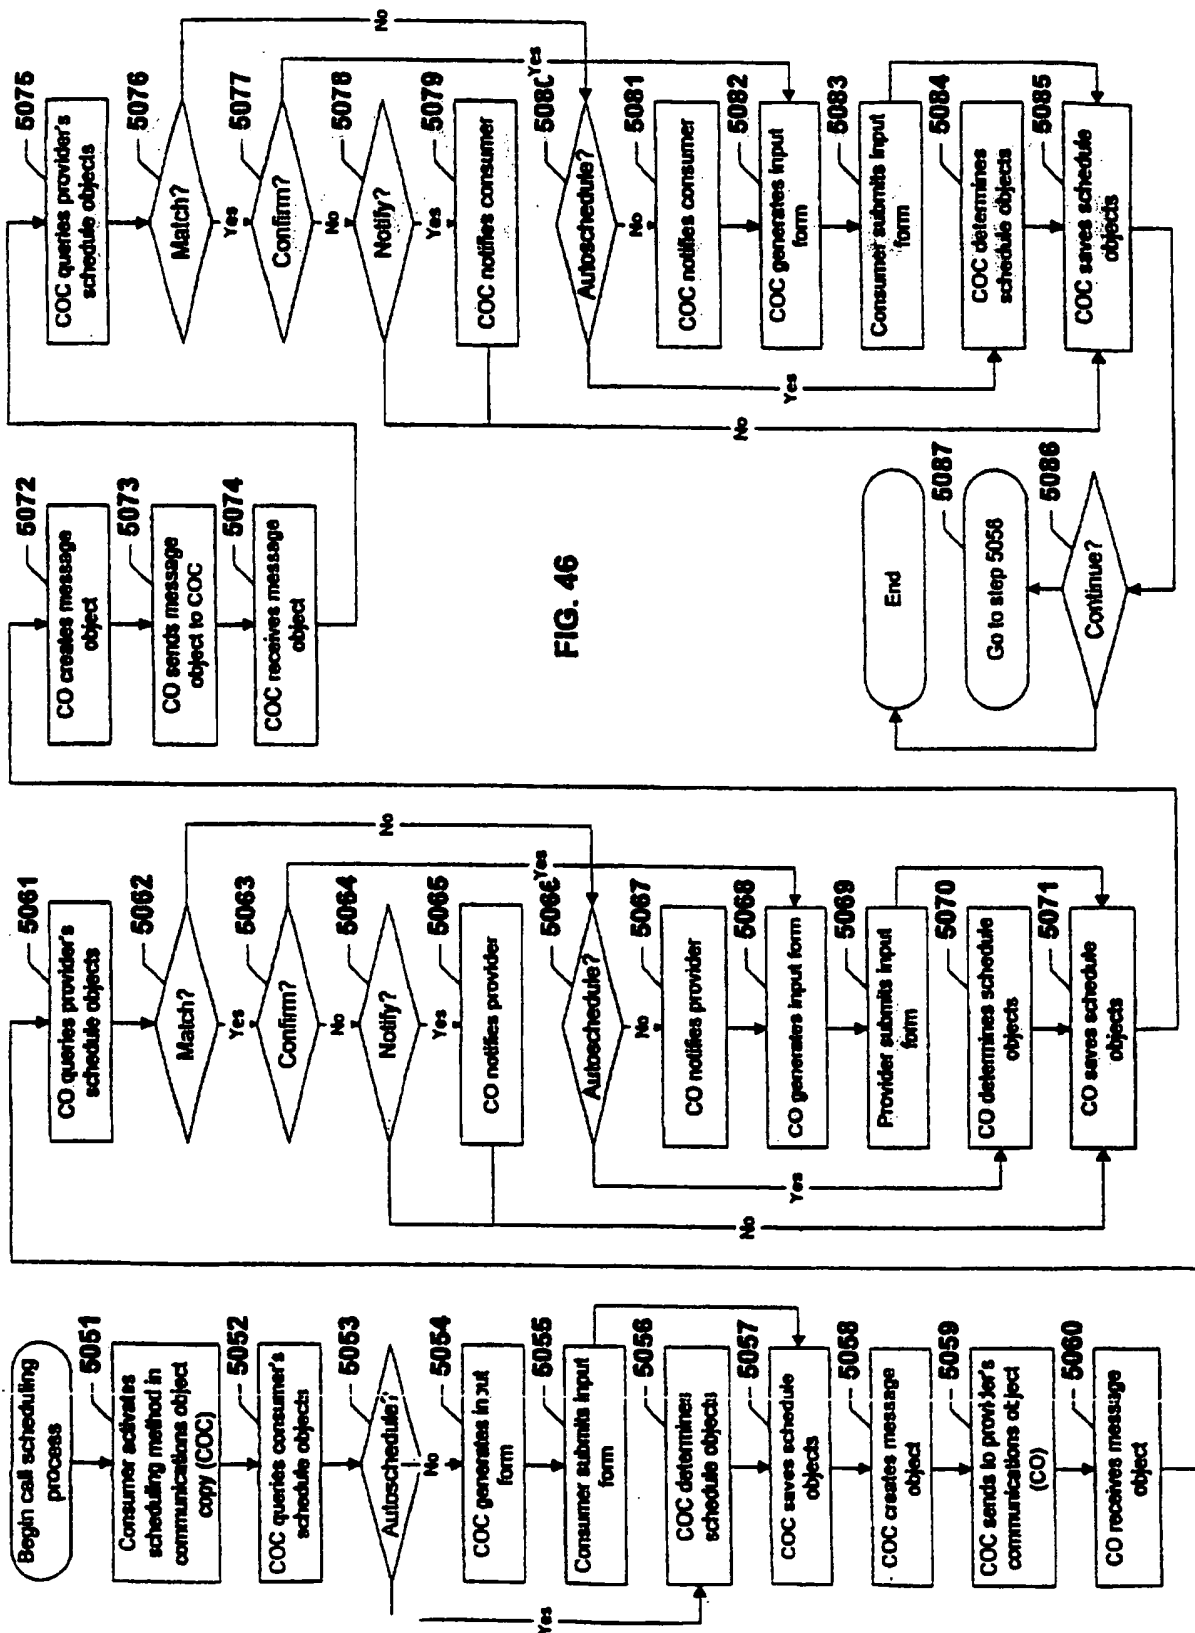 Begin call scheduling
process
5051
Consumer activates
scheduling method in
communications object
copy (COC)
5052
COC queries consumer's
schedule objects
5053
Autoschedule?
No
Yes
5054
COC generates input
form
5055
Consumer submits input
form
5056
COC determines
schedule objects
5057
COC saves schedule
objects
5058
COC creates message
object
5059
COC sends to provider's
communications object
(CO)
5060
CO receives message
object
5061
CO queries provider's
schedule objects
5062
Match?
Yes
No
5063
Confirm?
No
Yes
5064
Notify?
Yes
No
5065
CO notifies provider
5066
Autoschedule?
No
Yes
5067
CO notifies provider
5068
CO generates input form
5069
Provider submits input
form
5070
CO determines schedule
objects
5071
CO saves schedule
objects
5072
CO creates message
object
5073
CO sends message
object to COC
5074
COC receives message
object
5075
COC queries provider's
schedule objects
5076
Match?
Yes
No
5077
Confirm?
No
Yes
5078
Notify?
Yes
No
5079
COC notifies consumer
5080
Autoschedule?
No
Yes
5081
COC notifies consumer
5082
COC generates input
form
5083
Consumer submits input
form
5084
COC determines
schedule objects
5085
COC saves schedule
objects
5086
Continue?
5087
Go to step 5058
End
FIG. 46